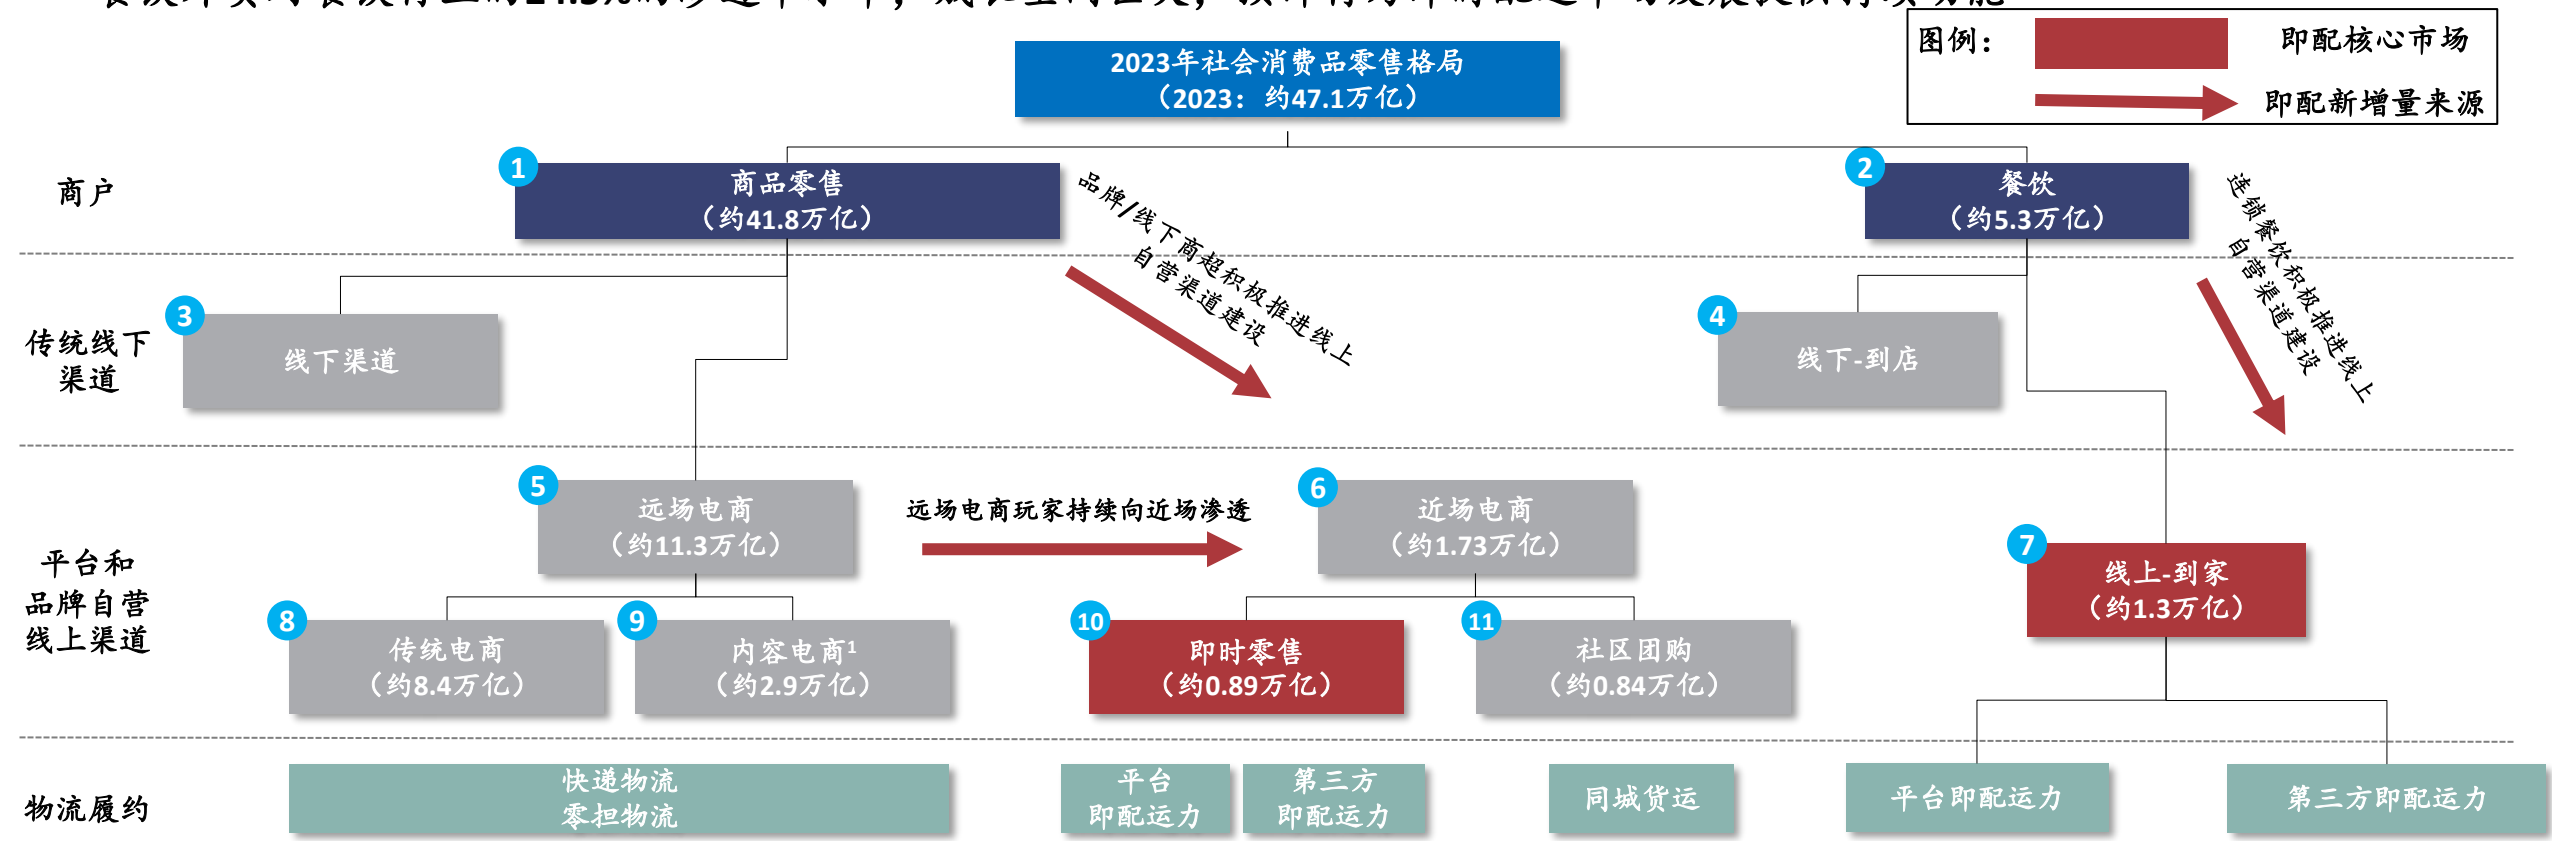 2023年社会消费品零售格局
（2023：约47.1万亿）
图例：
即配核心市场
即配新增量来源
商户
1
商品零售
（约41.8万亿）
品牌/线下商超积极推进线上
自营渠道建设
2
餐饮
（约5.3万亿）
连锁餐饮积极推进线上
自营渠道建设
传统线下
渠道
3
线下渠道
4
线下-到店
平台和
品牌自营
线上渠道
5
远场电商
（约11.3万亿）
远场电商玩家持续向近场渗透
6
近场电商
（约1.73万亿）
7
线上-到家
（约1.3万亿）
8
传统电商
（约8.4万亿）
9
内容电商1
（约2.9万亿）
10
即时零售
（约0.89万亿）
11
社区团购
（约0.84万亿）
物流履约
快递物流
零担物流
平台
即配运力
第三方
即配运力
同城货运
平台即配运力
第三方即配运力